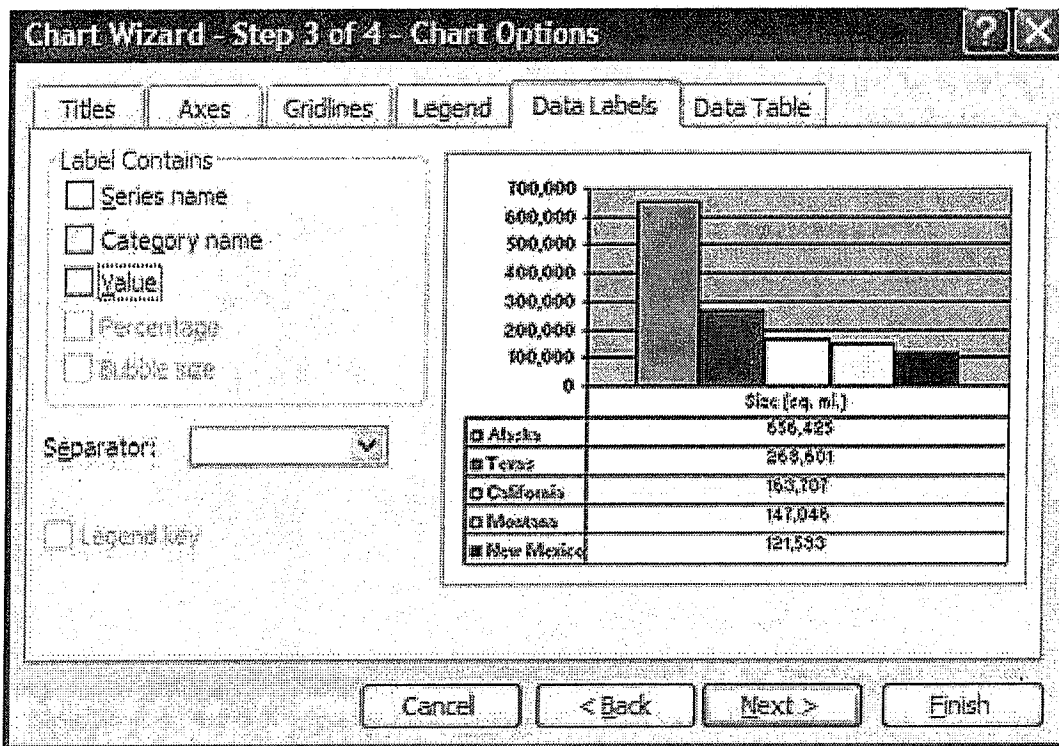 Chart Wizard - Step 3 of 4 - Chart Options
Titles Axes Gridlines Legend Data Labels Data Table
Label Contains
Series name
Category name
Value
Percentage
Bubble size
Separator:
Legend key
700,000
600,000
500,000
400,000
300,000
200,000
100,000
0
Size (sq. mi.)
Alaska 656,425
Texas 268,601
California 163,707
Montana 147,046
New Mexico 121,593
Cancel < Back Next > Finish